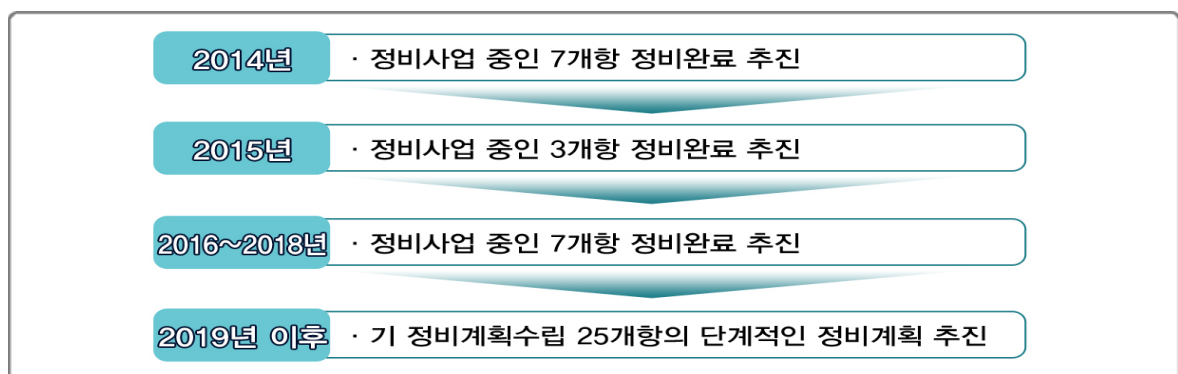 2014년 · 정비사업 중인 7개항 정비완료 추진
2015년 · 정비사업 중인 3개항 정비완료 추진
2016~2018년 · 정비사업 중인 7개항 정비완료 추진
2019년 이후 · 기 정비계획수립 25개항의 단계적인 정비계획 추진